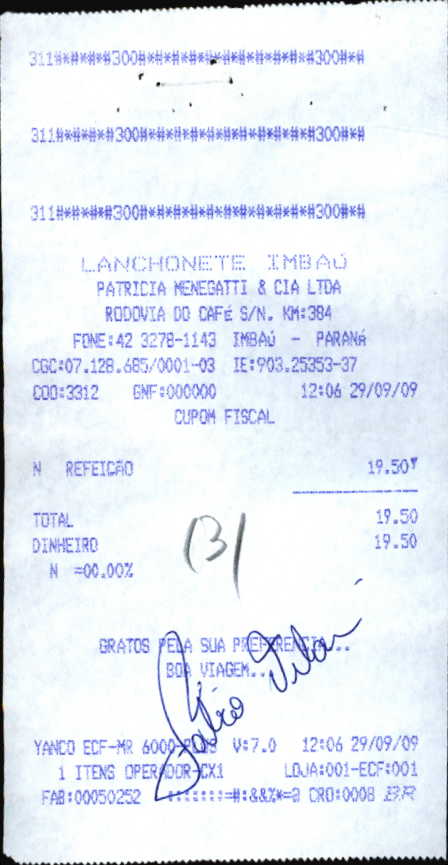 311#*#*#*#300#*#*#*#*#*#*#*#*#*#*#300#*#
311#*#*#*#300#*#*#*#*#*#*#*#*#*#*#300#*#
311#*#*#*#300#*#*#*#*#*#*#*#*#*#*#300#*#
LANCHONETE IMBAÚ
PATRICIA MENEGATTI & CIA LTDA
RODOVIA DO CAFÉ S/N. KM:384
FONE:42 3278-1143 IMBAÚ - PARANÁ
CGC:07.128.685/0001-03 IE:903.25353-37
COO:3312 GNF:000000 12:06 29/09/09
CUPOM FISCAL
N REFEIÇÃO 19.50
TOTAL 19.50
DINHEIRO 19.50
N =00.00%
GRATOS PELA SUA PREFERENCIA...
BOA VIAGEM...
YANCO ECF-MR 6000-PLUS V:7.0 12:06 29/09/09
1 ITENS OPERADOR-CX1 LOJA:001-ECF:001
FAB:00050252 CRO:0008 BR